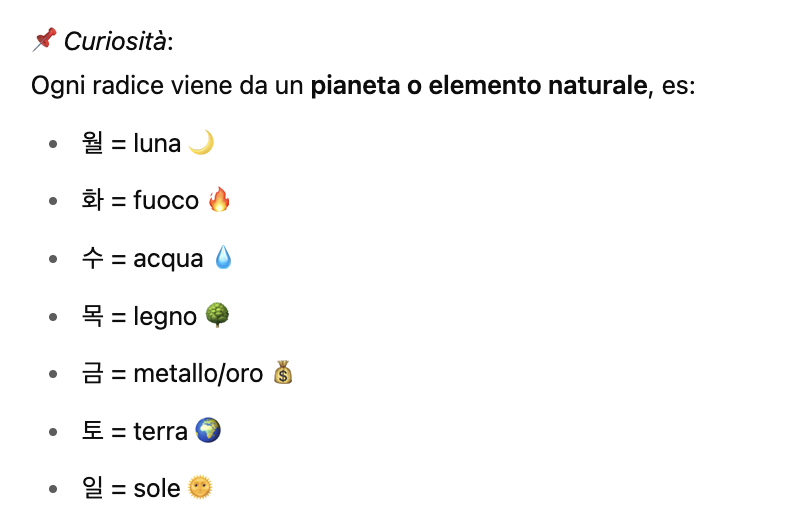 📌 Curiosità:
Ogni radice viene da un pianeta o elemento naturale, es:
• 월 = luna 🌙
• 화 = fuoco 🔥
• 수 = acqua 💧
• 목 = legno 🌳
• 금 = metallo/oro 💰
• 토 = terra 🌍
• 일 = sole 🌞